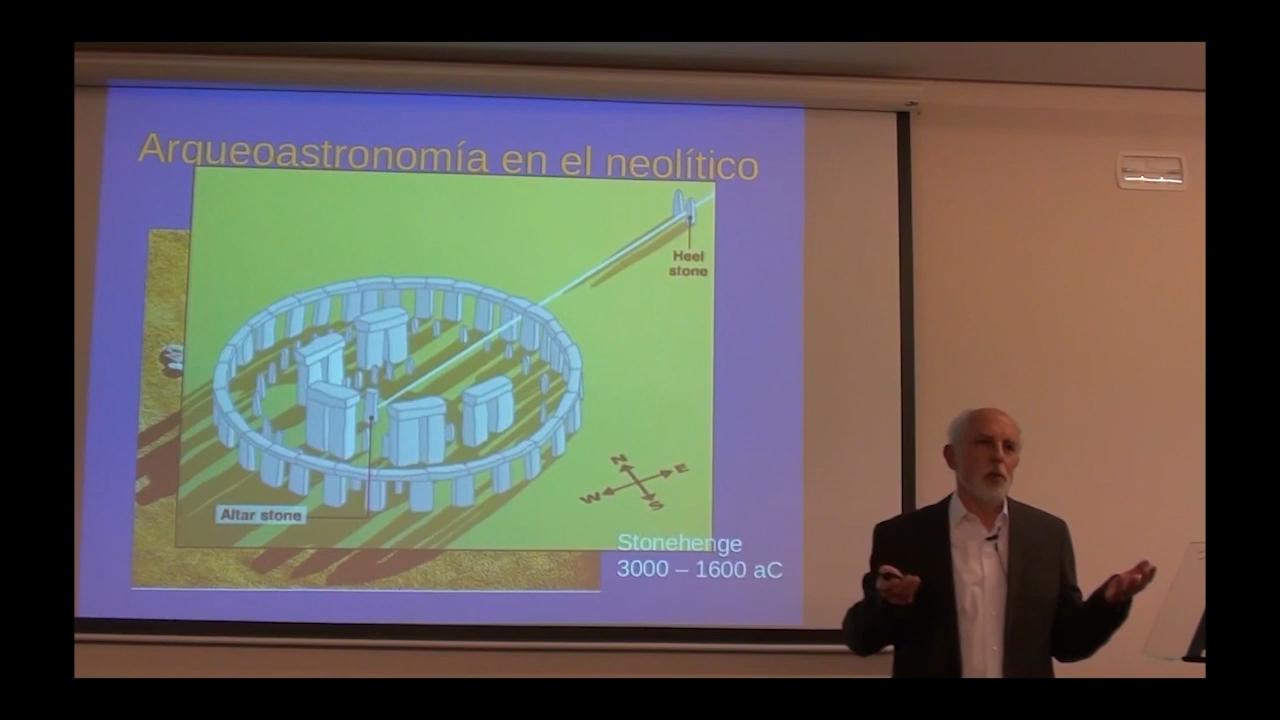 Arqueoastronomía en el neolítico
Heel
stone
N
E
W
S
Altar stone
Stonehenge
3000 – 1600 aC